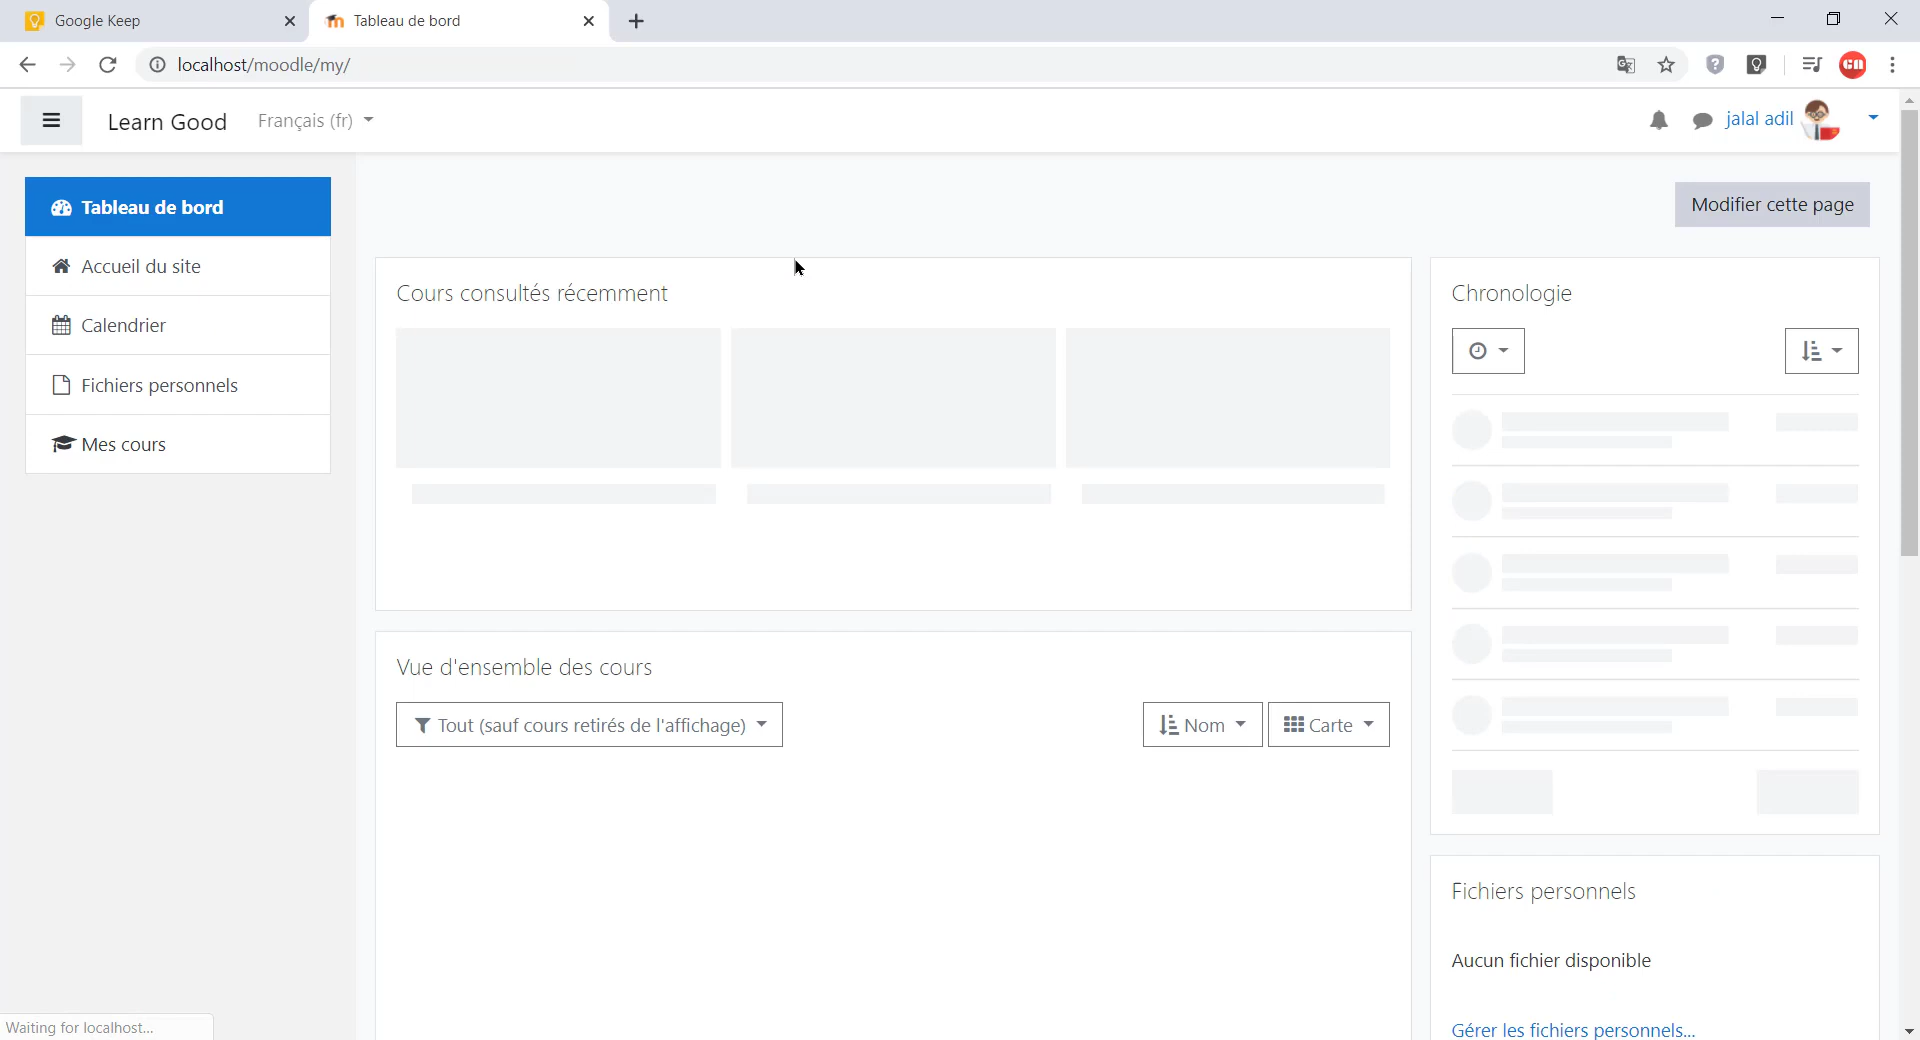 Google Keep
Tableau de bord
localhost/moodle/my/
Learn Good
Français (fr)
jalal adil
Tableau de bord
Accueil du site
Calendrier
Fichiers personnels
Mes cours
Modifier cette page
Cours consultés récemment
Vue d'ensemble des cours
Tout (sauf cours retirés de l'affichage)
Nom
Carte
Chronologie
Fichiers personnels
Aucun fichier disponible
Gérer les fichiers personnels...
Waiting for localhost...